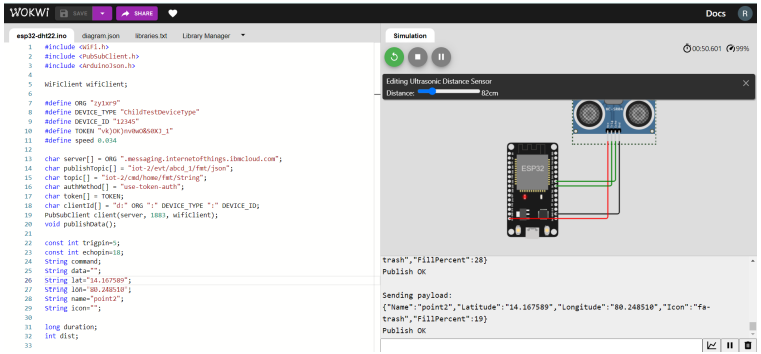 WOKWI SAVE SHARE Docs R
esp32-dht22.ino diagram.json libraries.txt Library Manager
Simulation
1 #include <WiFi.h>
2 #include <PubSubClient.h>
3 #include <ArduinoJson.h>
4
5 WiFiClient wifiClient;
6
7 #define ORG "zy1xr9"
8 #define DEVICE_TYPE "ChildTestDeviceType"
9 #define DEVICE_ID "12345"
10 #define TOKEN "vk)OK)nv0wO&S0XJ_1"
11 #define speed 0.034
12
13 char server[] = ORG ".messaging.internetofthings.ibmcloud.com";
14 char publishTopic[] = "iot-2/evt/abcd_1/fmt/json";
15 char topic[] = "iot-2/cmd/home/fmt/String";
16 char authMethod[] = "use-token-auth";
17 char token[] = TOKEN;
18 char clientId[] = "d:" ORG ":" DEVICE_TYPE ":" DEVICE_ID;
19 PubSubClient client(server, 1883, wifiClient);
20 void publishData();
21
22 const int trigpin=5;
23 const int echopin=18;
24 String command;
25 String data="";
26 String lat="14.167589";
27 String lon="80.248510";
28 String name="point2";
29 String icon="";
30
31 long duration;
32 int dist;
33
00:50.601 99%
Editing Ultrasonic Distance Sensor
Distance: 82cm
HC-SR04
ESP32
trash","FillPercent":28}
Publish OK
Sending payload:
{"Name":"point2","Latitude":"14.167589","Longitude":"80.248510","Icon":"fa-
trash","FillPercent":19}
Publish OK